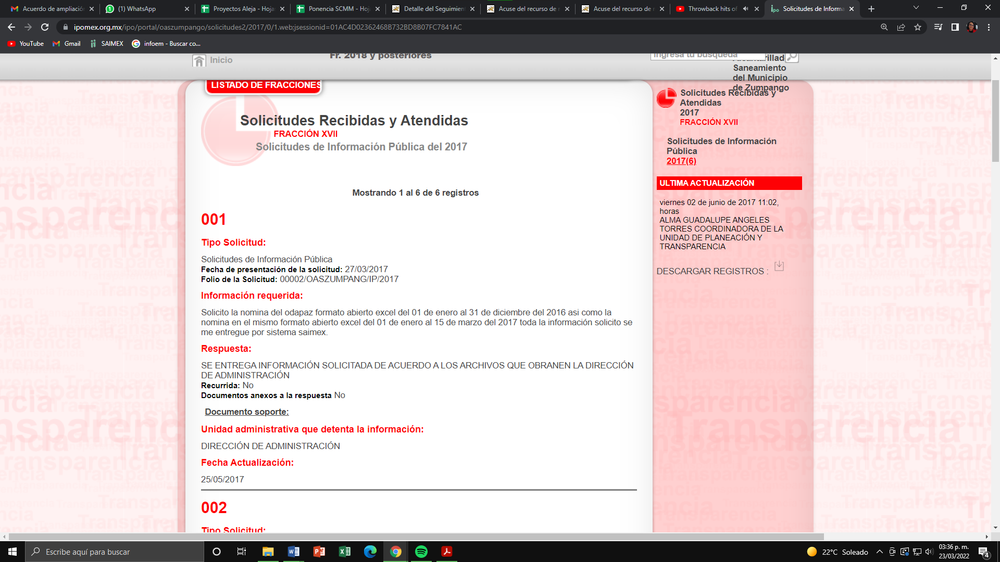 Acuerdo de ampliación
(1) WhatsApp
Proyectos Aleja - Hoja
Ponencia SCMM - Hoja
Detalle del Seguimien
Acuse del recurso de r
Acuse del recurso de r
Throwback hits of
Solicitudes de Informa
ipomex.org.mx/ipo/portal/oaszumpango/solicitudes2/2017/0/1.web;jsessionid=01AC4D02362468B732BD8B07FC7841AC
YouTube
Gmail
SAIMEX
infoem - Buscar co...
Inicio
Fr. 2018 y posteriores
Ingresa tu búsqueda
Saneamiento
del Municipio
de Zumpango
LISTADO DE FRACCIONES
Solicitudes Recibidas y Atendidas
FRACCIÓN XVII
Solicitudes de Información Pública del 2017
Mostrando 1 al 6 de 6 registros
001
Tipo Solicitud:
Solicitudes de Información Pública
Fecha de presentación de la solicitud: 27/03/2017
Folio de la Solicitud: 00002/OASZUMPANG/IP/2017
Información requerida:
Solicito la nomina del odapaz formato abierto excel del 01 de enero al 31 de diciembre del 2016 asi como la
nomina en el mismo formato abierto excel del 01 de enero al 15 de marzo del 2017 toda la información solicito se
me entregue por sistema saimex.
Respuesta:
SE ENTREGA INFORMACIÓN SOLICITADA DE ACUERDO A LOS ARCHIVOS QUE OBRANEN LA DIRECCIÓN
DE ADMINISTRACIÓN
Recurrida: No
Documentos anexos a la respuesta No
Documento soporte:
Unidad administrativa que detenta la información:
DIRECCIÓN DE ADMINISTRACIÓN
Fecha Actualización:
25/05/2017
002
Tipo Solicitud:
Solicitudes Recibidas y
Atendidas
2017
FRACCIÓN XVII
Solicitudes de Información
Pública
2017(6)
ULTIMA ACTUALIZACIÓN
viernes 02 de junio de 2017 11:02,
horas
ALMA GUADALUPE ANGELES
TORRES COORDINADORA DE LA
UNIDAD DE PLANEACIÓN Y
TRANSPARENCIA
DESCARGAR REGISTROS :
Escribe aquí para buscar
22°C Soleado
03:36 p. m.
23/03/2022
4